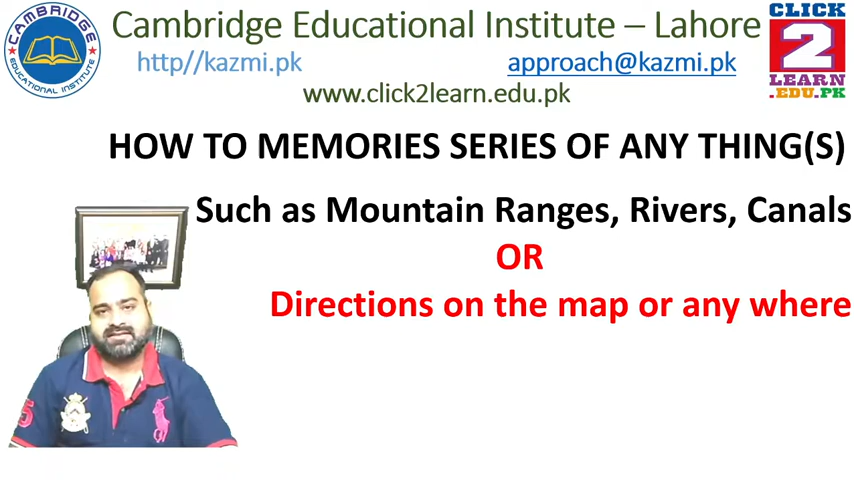 CAMBRIDGE
EDUCATIONAL INSTITUTE
Cambridge Educational Institute – Lahore
http//kazmi.pk
approach@kazmi.pk
www.click2learn.edu.pk
CLICK
2
LEARN
.EDU.PK
HOW TO MEMORIES SERIES OF ANY THING(S)
Such as Mountain Ranges, Rivers, Canals
OR
Directions on the map or any where